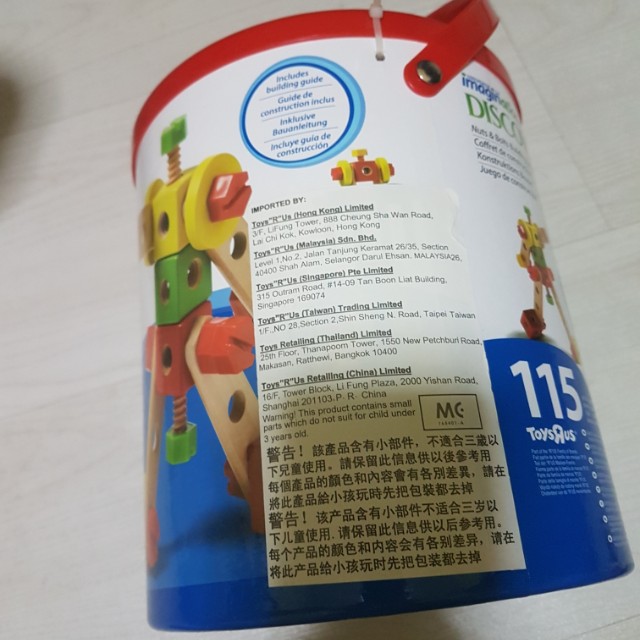 Includes
building guide
Guide de
construction inclus
Inklusive
Bauanleitung
Incluye guía de
construcción
DISCO
Nuts & Bolts
Coffret de
Juego de
IMPORTED BY:
Toys"R"Us (Hong Kong) Limited
3/F, LiFung Tower, 888 Cheung Sha Wan Road,
Lai Chi Kok, Kowloon, Hong Kong
Toys"R"Us (Malaysia) Sdn. Bhd.
Level 1,No.2, Jalan Tanjung Keramat 26/35, Section
40400 Shah Alam, Selangor Darul Ehsan. MALAYSIA26,
Toys"R"Us (Singapore) Pte Limited
315 Outram Road, #14-09 Tan Boon Liat Building,
Singapore 169074
Toys"R"Us (Taiwan) Trading Limited
1/F.,NO 28,Section 2,Shin Sheng N. Road, Taipei Taiwan
Toys Retailing (Thailand) Limited
25th Floor, Thanapoom Tower, 1550 New Petchburi Road,
Makasan, Ratthewi, Bangkok 10400
Toys"R"Us Retailing (China) Limited
16/F, Tower Block, Li Fung Plaza, 2000 Yishan Road,
Shanghai 201103.P. R. China
Warning! This product contains small
parts which do not suit for child under
3 years old.
MC
警告！該產品含有小部件，不適合三歲以
下兒童使用。請保留此信息供以後參考用
每個產品的顏色和內容會有各別差異，請在
將此產品給小孩玩時先把包裝都去掉
警告！该产品含有小部件不适合三岁以
下儿童使用.请保留此信息供以后参考用。
每个产品的颜色和内容会有各别差异，请在
将此产品给小孩玩时先把包装都去掉
115
TOYSЯUS